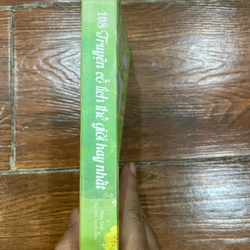 108 Truyện cổ tích thế giới hay nhất